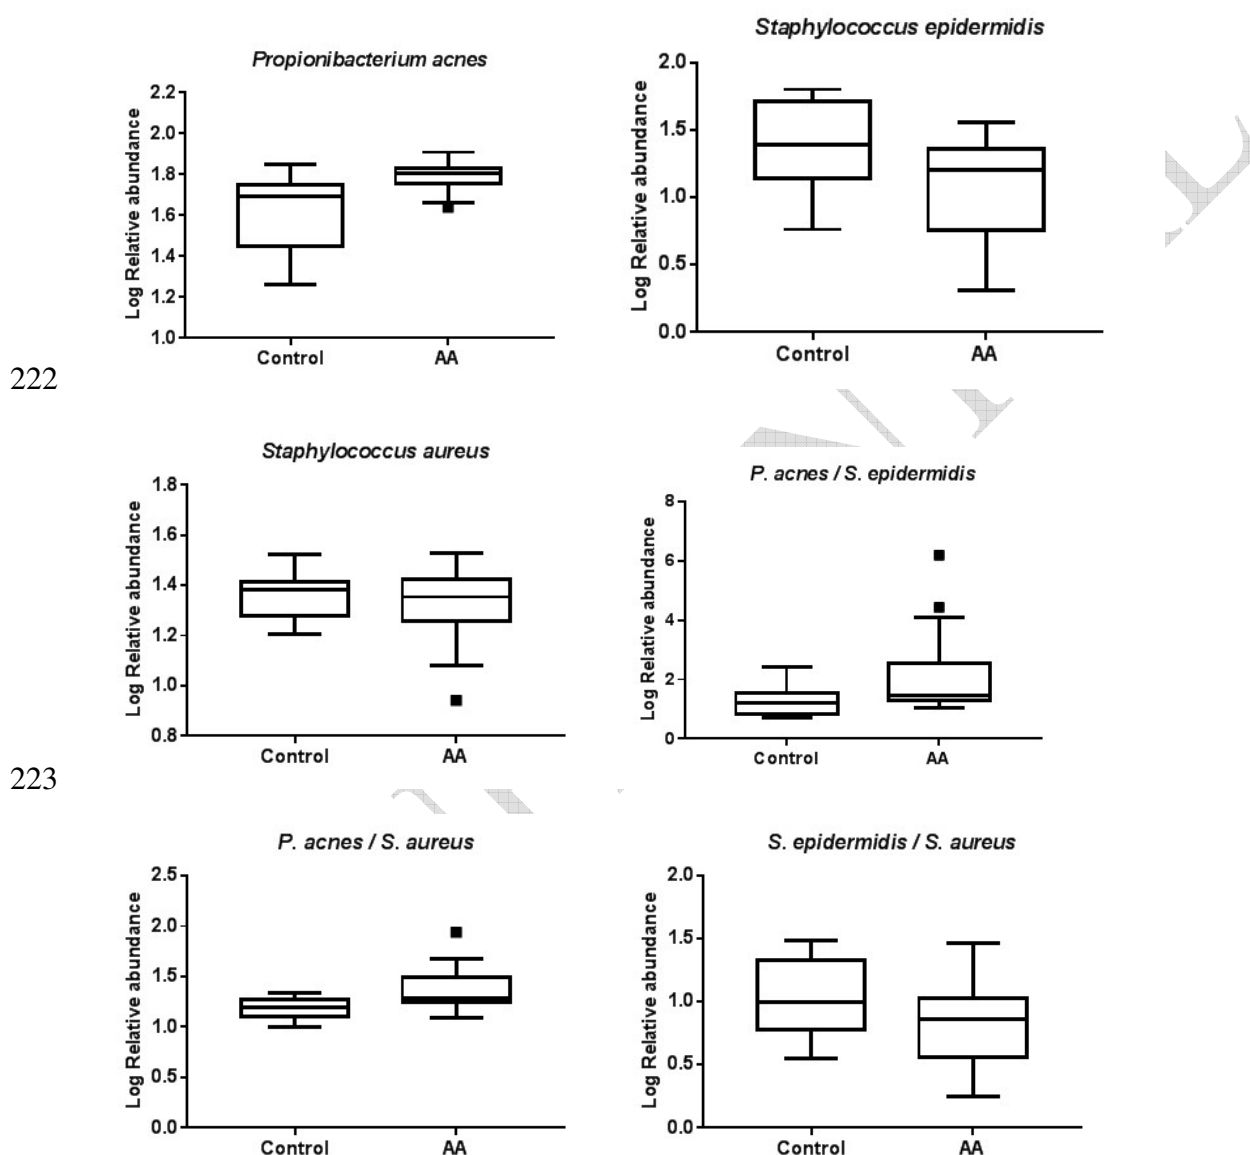 Propionibacterium acnes
Log Relative abundance
2.2
2.0
1.8
1.6
1.4
1.2
1.0
Control AA
Staphylococcus epidermidis
Log Relative abundance
2.0
1.5
1.0
0.5
0.0
Control AA
222
Staphylococcus aureus
Log Relative abundance
1.8
1.6
1.4
1.2
1.0
0.8
Control AA
P. acnes / S. epidermidis
Log Relative abundance
8
6
4
2
0
Control AA
223
P. acnes / S. aureus
Log Relative abundance
2.5
2.0
1.5
1.0
0.5
0.0
Control AA
S. epidermidis / S. aureus
Log Relative abundance
2.0
1.5
1.0
0.5
0.0
Control AA